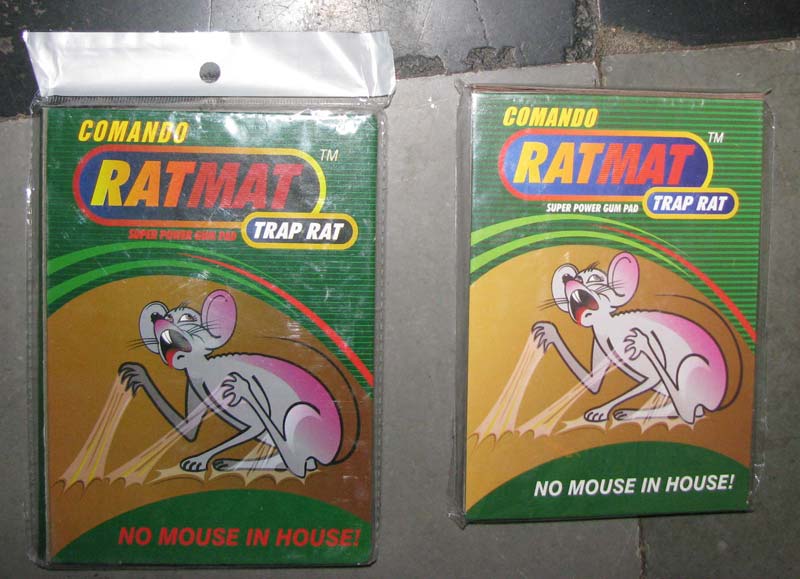 COMANDO
RATMAT TM
SUPER POWER GUM PAD TRAP RAT
NO MOUSE IN HOUSE!
COMANDO
RATMAT TM
SUPER POWER GUM PAD TRAP RAT
NO MOUSE IN HOUSE!